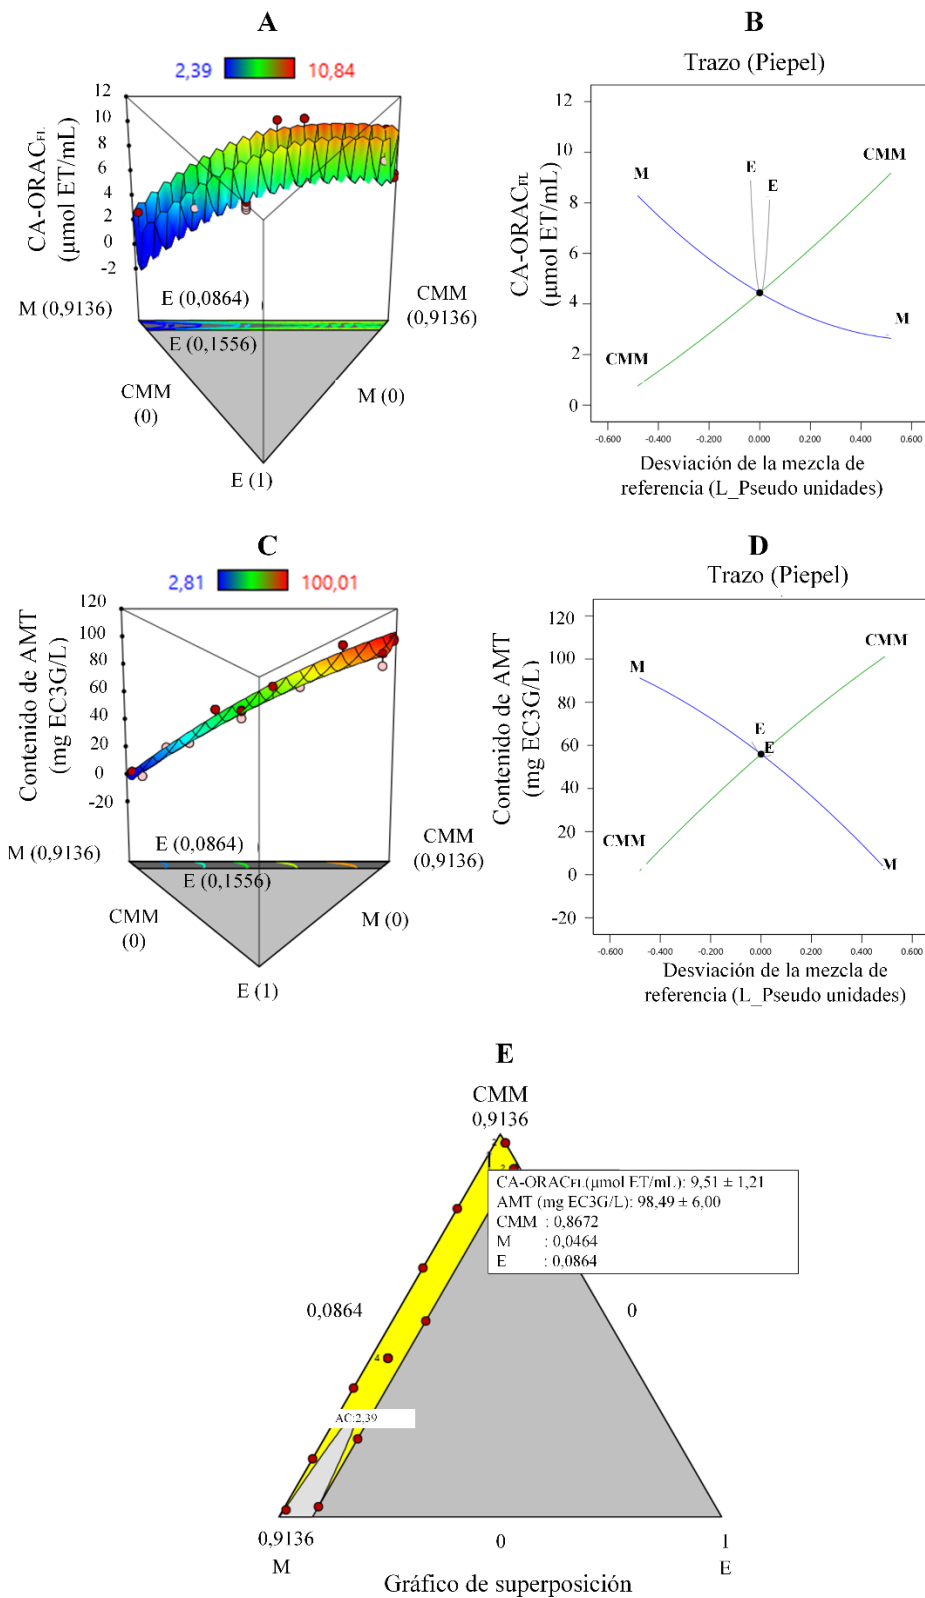 A
2,39
10,84
12
10
8
6
4
2
0
-2
CA-ORACFL
(µmol ET/mL)
M (0,9136)
E (0,0864)
CMM
(0,9136)
E (0,1556)
CMM
(0)
M (0)
E (1)
B
Trazo (Piepel)
12
10
8
6
4
2
0
CA-ORACFL
(µmol ET/mL)
M
E
E
CMM
CMM
M
-0.600
-0.400
-0.200
0.000
0.200
0.400
0.600
Desviación de la mezcla de
referencia (L_Pseudo unidades)
C
2,81
100,01
120
100
80
60
40
20
0
-20
Contenido de AMT
(mg EC3G/L)
M (0,9136)
E (0,0864)
CMM
(0,9136)
E (0,1556)
CMM
(0)
M (0)
E (1)
D
Trazo (Piepel)
120
100
80
60
40
20
0
-20
Contenido de AMT
(mg EC3G/L)
M
CMM
E
E
CMM
M
-0.600
-0.400
-0.200
0.000
0.200
0.400
0.600
Desviación de la mezcla de
referencia (L_Pseudo unidades)
E
CMM
0,9136
2
2
CA-ORACFL(µmol ET/mL): 9,51 ± 1,21
AMT (mg EC3G/L): 98,49 ± 6,00
CMM : 0,8672
M : 0,0464
E : 0,0864
0,0864
0
4
AC:2,39
0,9136
M
0
1
E
Gráfico de superposición